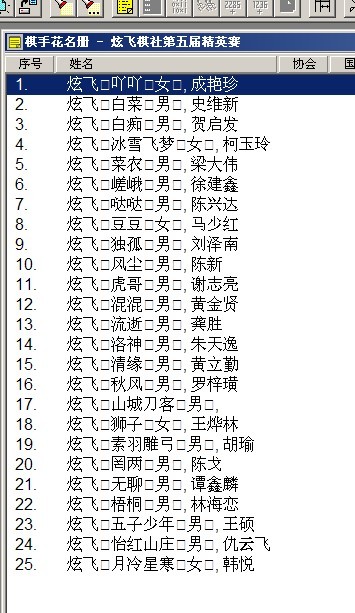 2285
1236
棋手花名册 - 炫飞棋社第五届精英赛
序号 姓名 协会 国
1. 炫飞□吖吖□女□, 成艳珍
2. 炫飞□白菜□男□, 史维新
3. 炫飞□白痴□男□, 贺启发
4. 炫飞□冰雪飞梦□女□, 柯玉玲
5. 炫飞□菜农□男□, 梁大伟
6. 炫飞□嵯峨□男□, 徐建鑫
7. 炫飞□哒哒□男□, 陈兴达
8. 炫飞□豆豆□女□, 马少红
9. 炫飞□独孤□男□, 刘泽南
10. 炫飞□风尘□男□, 陈新
11. 炫飞□虎哥□男□, 谢志亮
12. 炫飞□混混□男□, 黄金贤
13. 炫飞□流逝□男□, 龚胜
14. 炫飞□洛神□男□, 朱天逸
15. 炫飞□清缘□男□, 黄立勤
16. 炫飞□秋风□男□, 罗梓璜
17. 炫飞□山城刀客□男□,
18. 炫飞□狮子□女□, 王烨林
19. 炫飞□素羽雕弓□男□, 胡瑜
20. 炫飞□罔两□男□, 陈戈
21. 炫飞□无聊□男□, 谭鑫麟
22. 炫飞□梧桐□男□, 林海恋
23. 炫飞□五子少年□男□, 王硕
24. 炫飞□怡红山庄□男□, 仇云飞
25. 炫飞□月冷星寒□女□, 韩悦